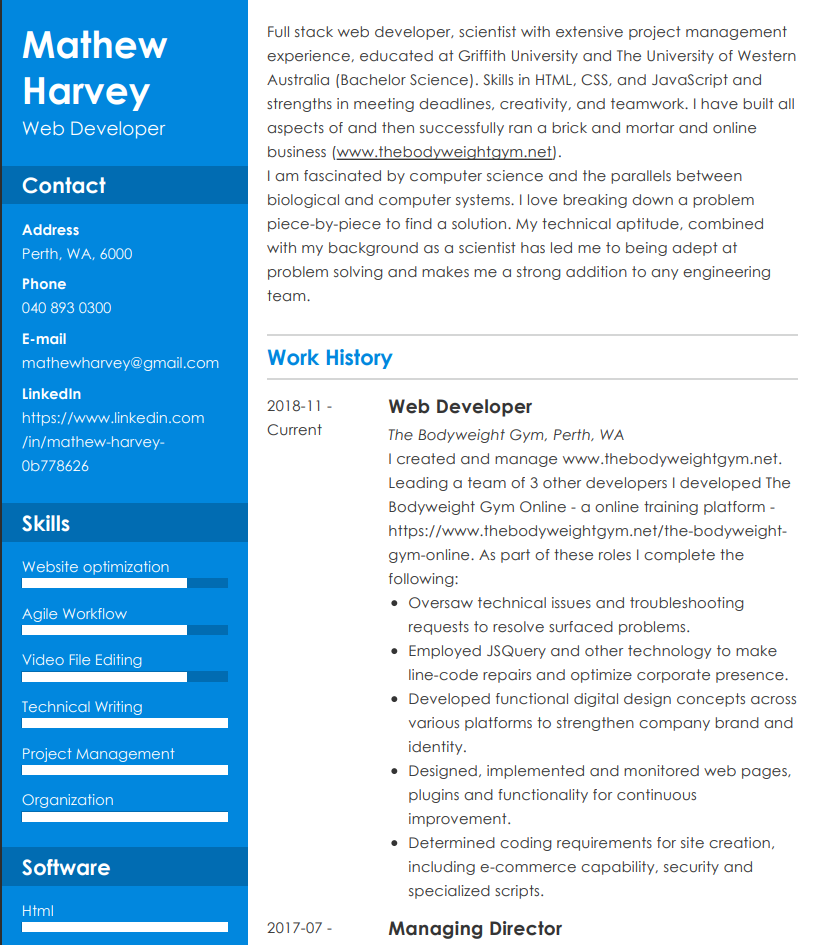 Mathew
Harvey
Web Developer
Contact
Address
Perth, WA, 6000
Phone
040 893 0300
E-mail
mathewharvey@gmail.com
LinkedIn
https://www.linkedin.com
/in/mathew-harvey-
0b778626
Skills
Website optimization
Agile Workflow
Video File Editing
Technical Writing
Project Management
Organization
Software
Html
Full stack web developer, scientist with extensive project management
experience, educated at Griffith University and The University of Western
Australia (Bachelor Science). Skills in HTML, CSS, and JavaScript and
strengths in meeting deadlines, creativity, and teamwork. I have built all
aspects of and then successfully ran a brick and mortar and online
business (www.thebodyweightgym.net).
I am fascinated by computer science and the parallels between
biological and computer systems. I love breaking down a problem
piece-by-piece to find a solution. My technical aptitude, combined
with my background as a scientist has led me to being adept at
problem solving and makes me a strong addition to any engineering
team.
Work History
2018-11 -
Current
Web Developer
The Bodyweight Gym, Perth, WA
I created and manage www.thebodyweightgym.net.
Leading a team of 3 other developers I developed The
Bodyweight Gym Online - a online training platform -
https://www.thebodyweightgym.net/the-bodyweight-
gym-online. As part of these roles I complete the
following:
• Oversaw technical issues and troubleshooting
requests to resolve surfaced problems.
• Employed JSQuery and other technology to make
line-code repairs and optimize corporate presence.
• Developed functional digital design concepts across
various platforms to strengthen company brand and
identity.
• Designed, implemented and monitored web pages,
plugins and functionality for continuous
improvement.
• Determined coding requirements for site creation,
including e-commerce capability, security and
specialized scripts.
2017-07 -
Managing Director